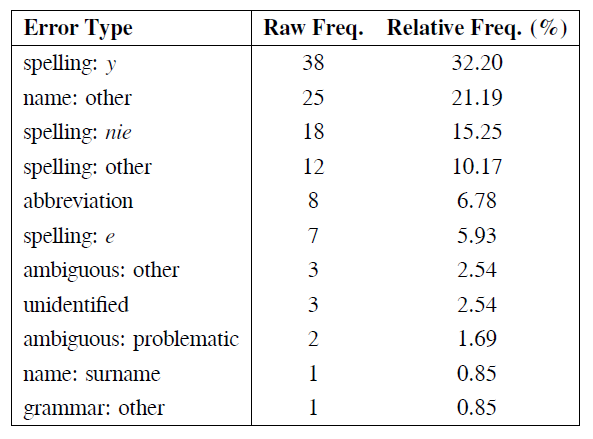 Error Type Raw Freq. Relative Freq. (%)
spelling: y 38 32.20
name: other 25 21.19
spelling: nie 18 15.25
spelling: other 12 10.17
abbreviation 8 6.78
spelling: e 7 5.93
ambiguous: other 3 2.54
unidentified 3 2.54
ambiguous: problematic 2 1.69
name: surname 1 0.85
grammar: other 1 0.85